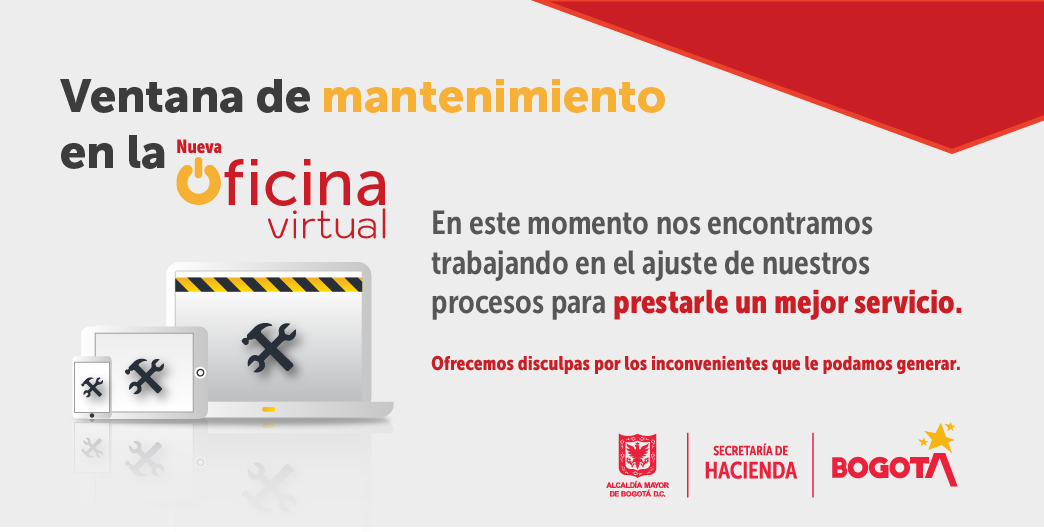 Ventana de mantenimiento
en la Nueva
Oficina
virtual
En este momento nos encontramos
trabajando en el ajuste de nuestros
procesos para prestarle un mejor servicio.
Ofrecemos disculpas por los inconvenientes que le podamos generar.
ALCALDÍA MAYOR
DE BOGOTÁ D.C.
SECRETARÍA DE
HACIENDA
BOGOTÁ